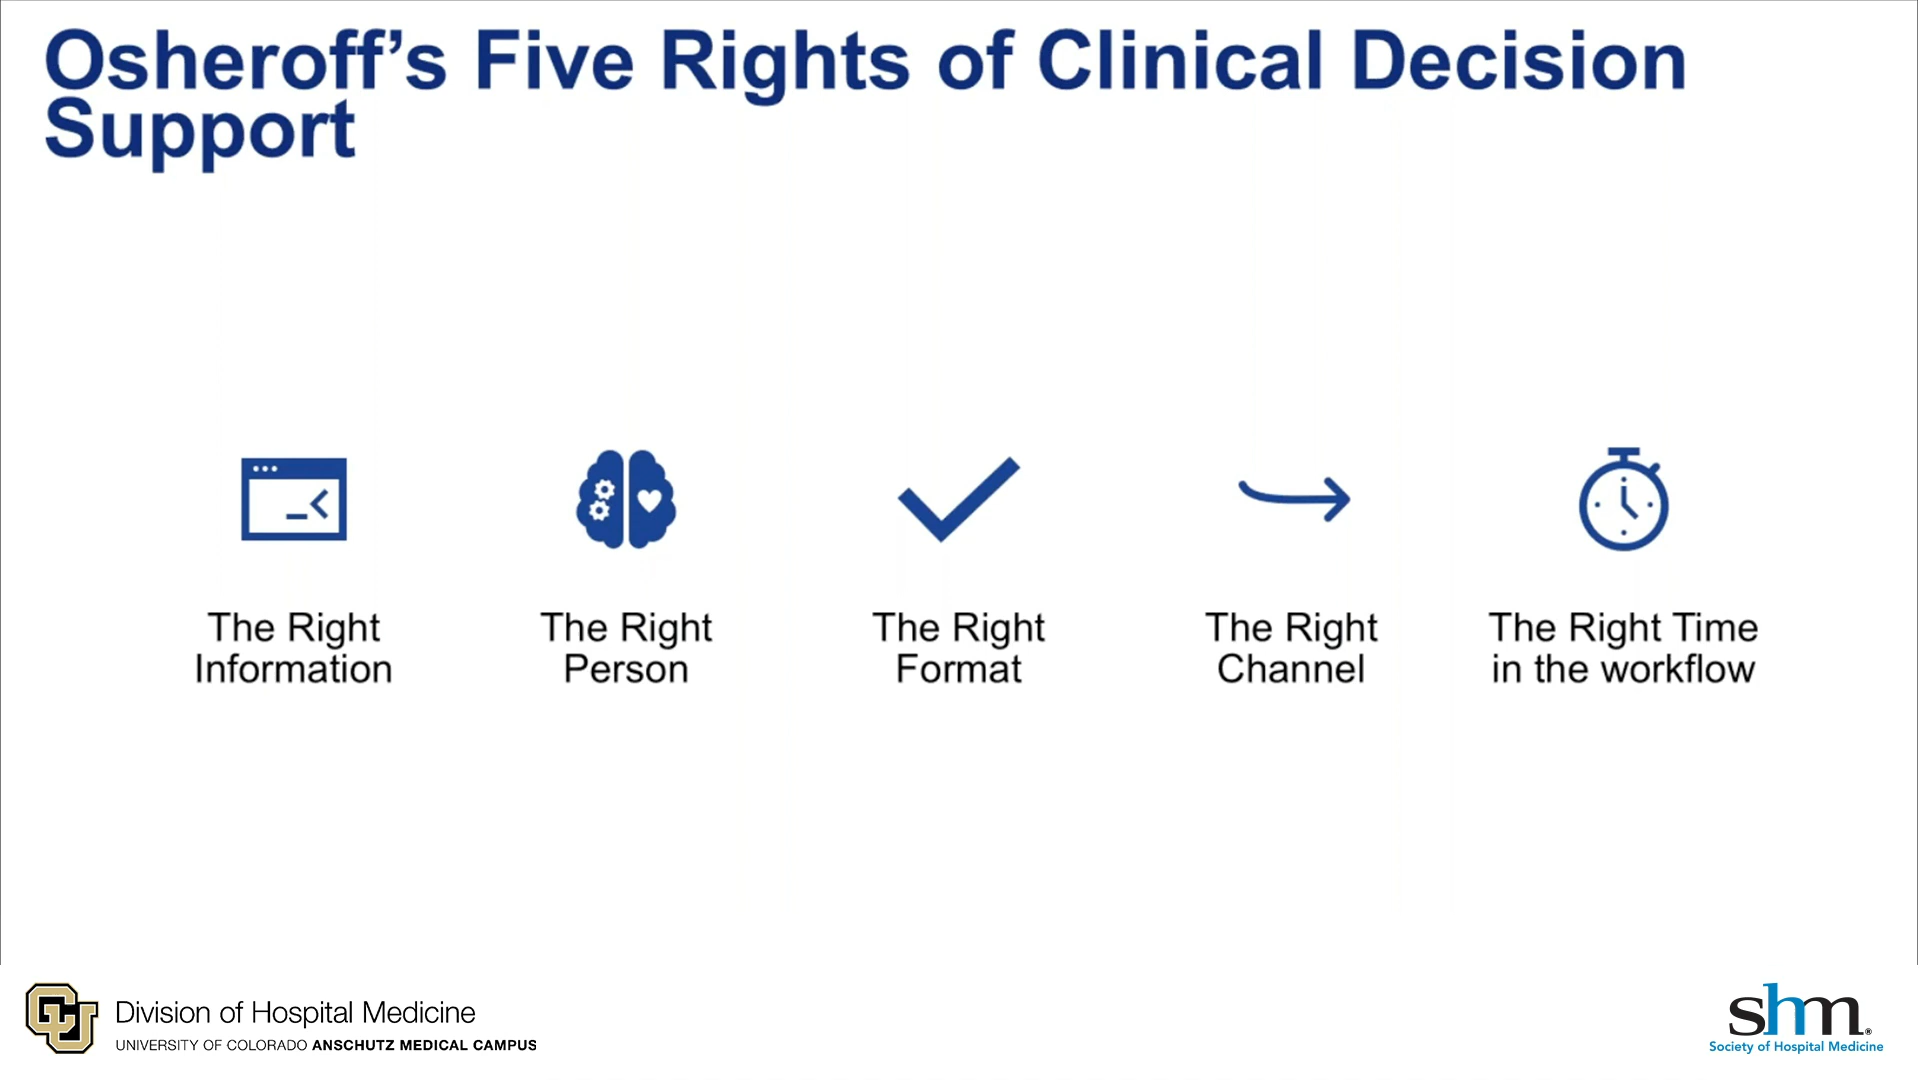 Osheroff’s Five Rights of Clinical Decision
Support
The Right
Information
The Right
Person
The Right
Format
The Right
Channel
The Right Time
in the workflow
CU
Division of Hospital Medicine
UNIVERSITY OF COLORADO ANSCHUTZ MEDICAL CAMPUS
shm®
Society of Hospital Medicine